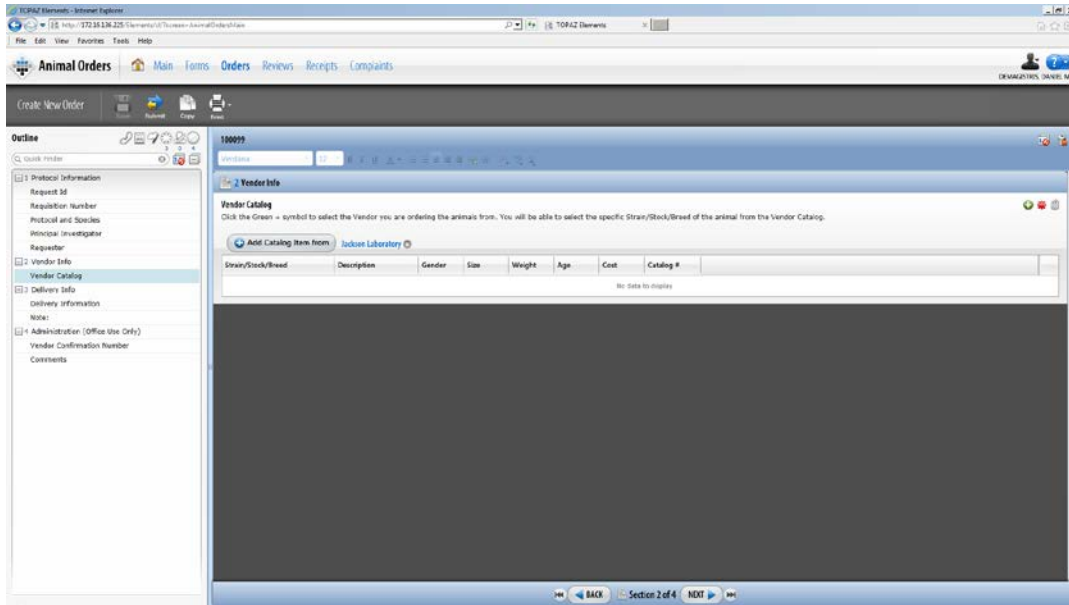 TOPAZ Elements - Internet Explorer
TOPAZ Elements
File Edit View Favorites Tools Help
Animal Orders Main Forms Orders Reviews Receipts Complaints
Create New Order
Save Submit Copy Print
Outline
Quick Finder
1 Protocol Information
Request Id
Requisition Number
Protocol and Species
Principal Investigator
Requester
2 Vendor Info
Vendor Catalog
3 Delivery Info
Delivery Information
Note:
4 Administration (Office Use Only)
Vendor Confirmation Number
Comments
100099
Verdana 12
2 Vendor Info
Vendor Catalog
Click the Green + symbol to select the Vendor you are ordering the animals from. You will be able to select the specific Strain/Stock/Breed of the animal from the Vendor Catalog.
Add Catalog Item from Jackson Laboratory
Strain/Stock/Breed Description Gender Size Weight Age Cost Catalog #
No data to display
BACK Section 2 of 4 NEXT